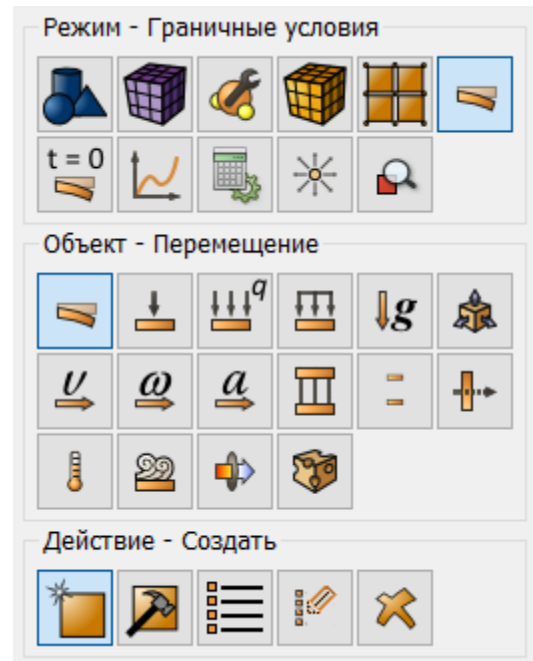 Режим - Граничные условия
t = 0
Объект - Перемещение
q
g
υ ω a
Действие - Создать